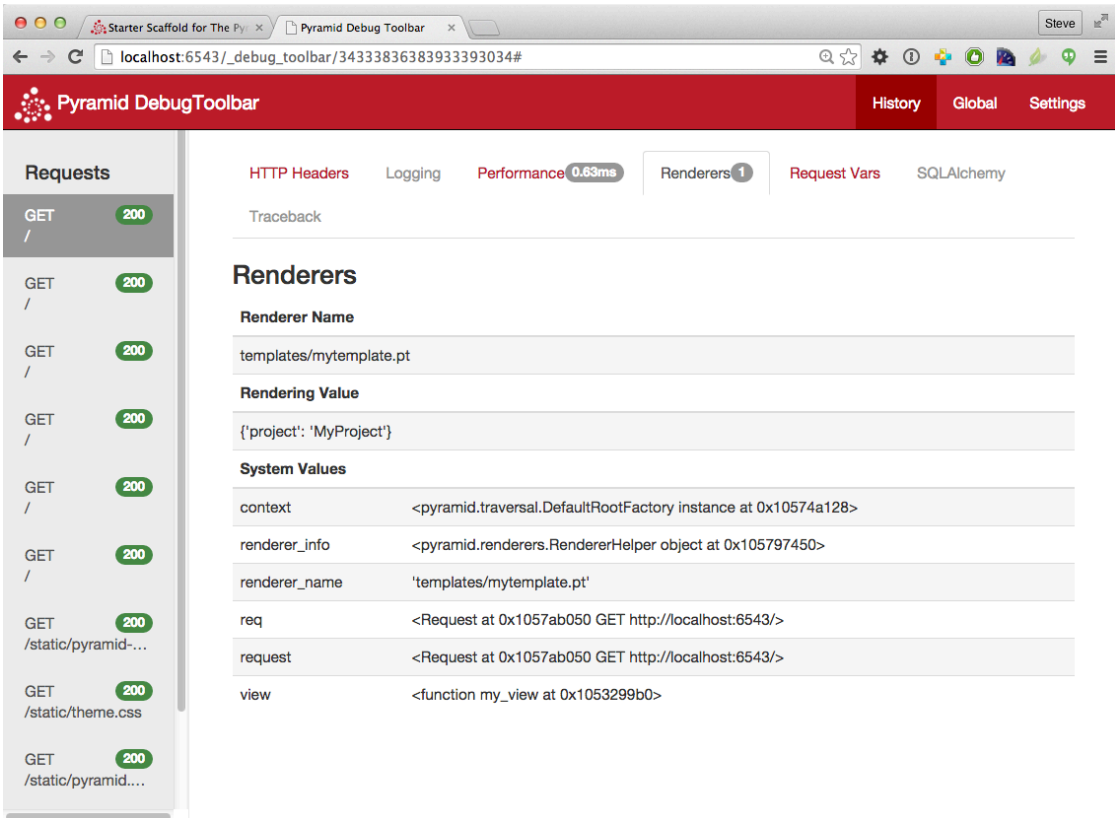 Starter Scaffold for The Pyr
Pyramid Debug Toolbar
Steve
localhost:6543/_debug_toolbar/34333836383933393034#
Pyramid DebugToolbar
History Global Settings
Requests
GET 200
/
GET 200
/
GET 200
/
GET 200
/
GET 200
/
GET 200
/
GET 200
/static/pyramid-...
GET 200
/static/theme.css
GET 200
/static/pyramid....
HTTP Headers Logging Performance 0.63ms Renderers 1 Request Vars SQLAlchemy
Traceback
Renderers
Renderer Name
templates/mytemplate.pt
Rendering Value
{'project': 'MyProject'}
System Values
context <pyramid.traversal.DefaultRootFactory instance at 0x10574a128>
renderer_info <pyramid.renderers.RendererHelper object at 0x105797450>
renderer_name 'templates/mytemplate.pt'
req <Request at 0x1057ab050 GET http://localhost:6543/>
request <Request at 0x1057ab050 GET http://localhost:6543/>
view <function my_view at 0x1053299b0>